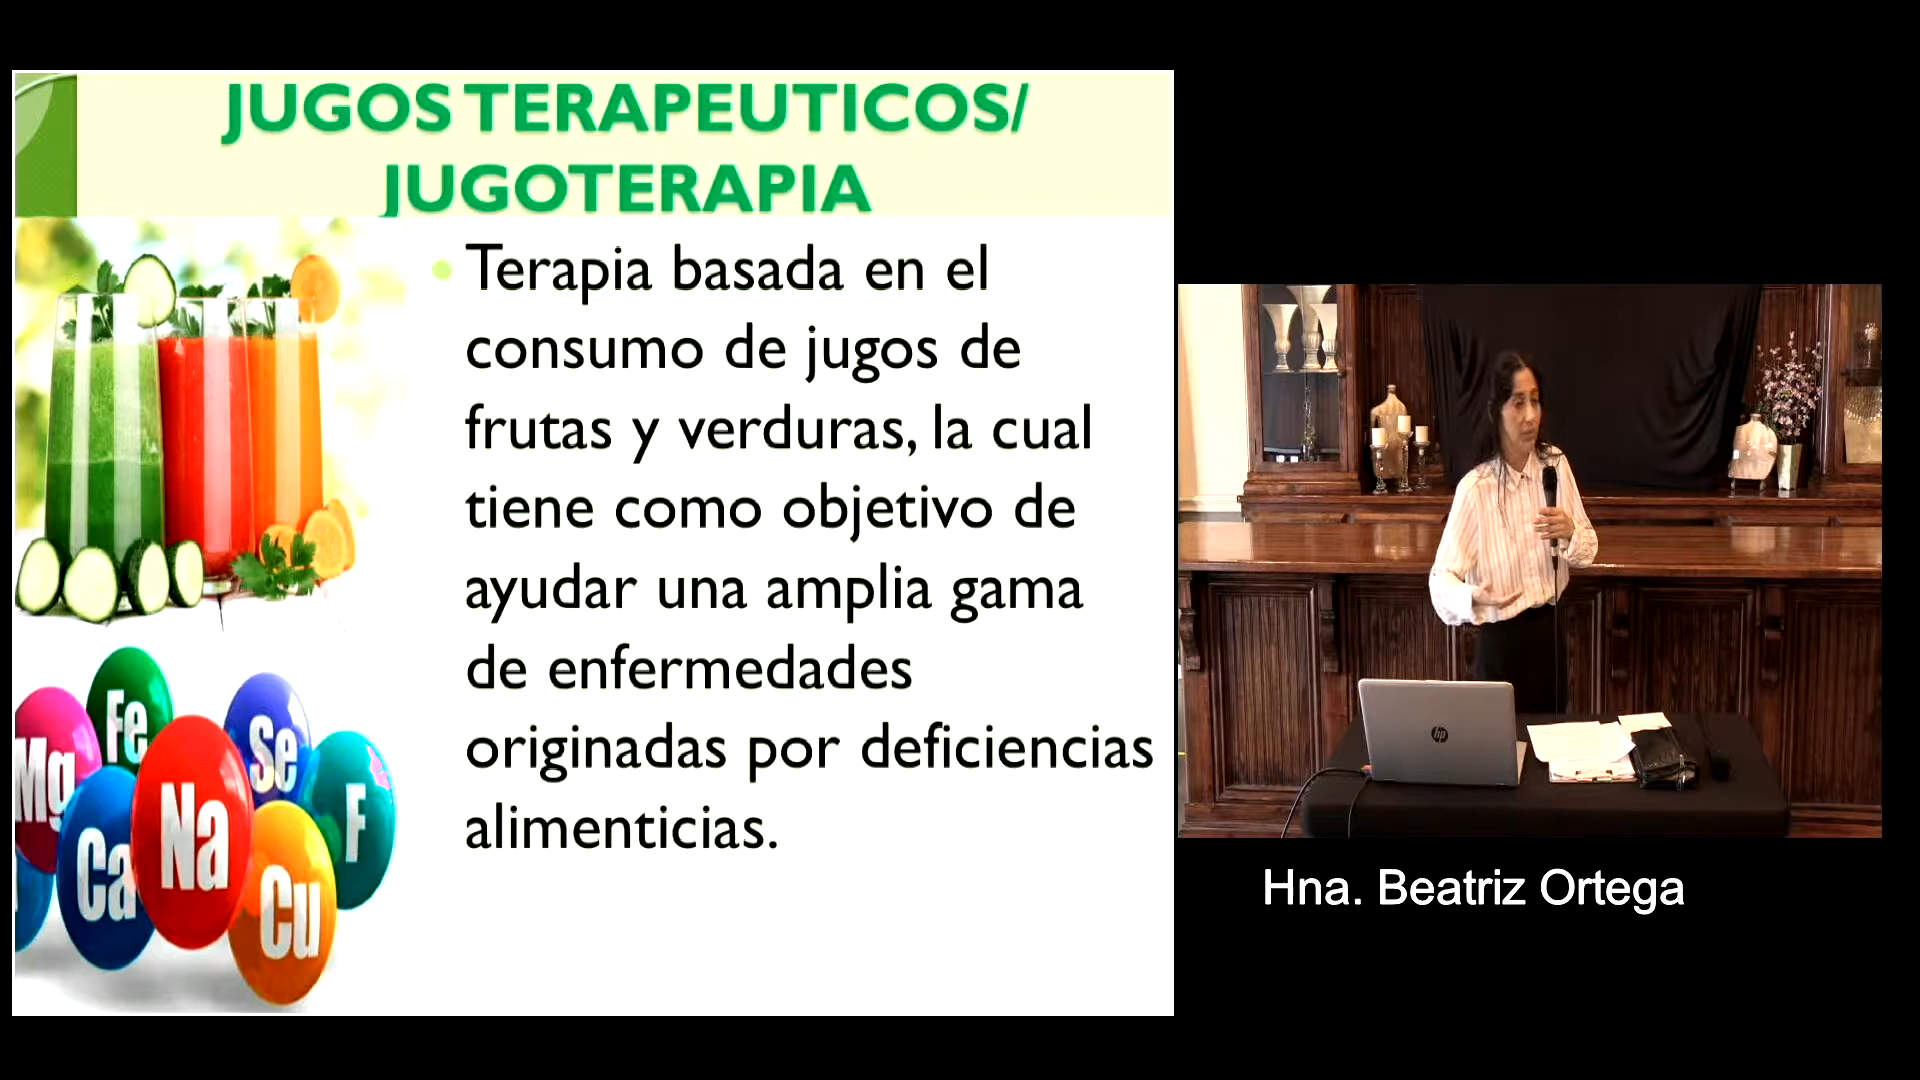 JUGOS TERAPEUTICOS/
JUGOTERAPIA
Terapia basada en el
consumo de jugos de
frutas y verduras, la cual
tiene como objetivo de
ayudar una amplia gama
de enfermedades
originadas por deficiencias
alimenticias.
Mg
Fe
Se
Ca
Na
F
Cu
hp
Hna. Beatriz Ortega